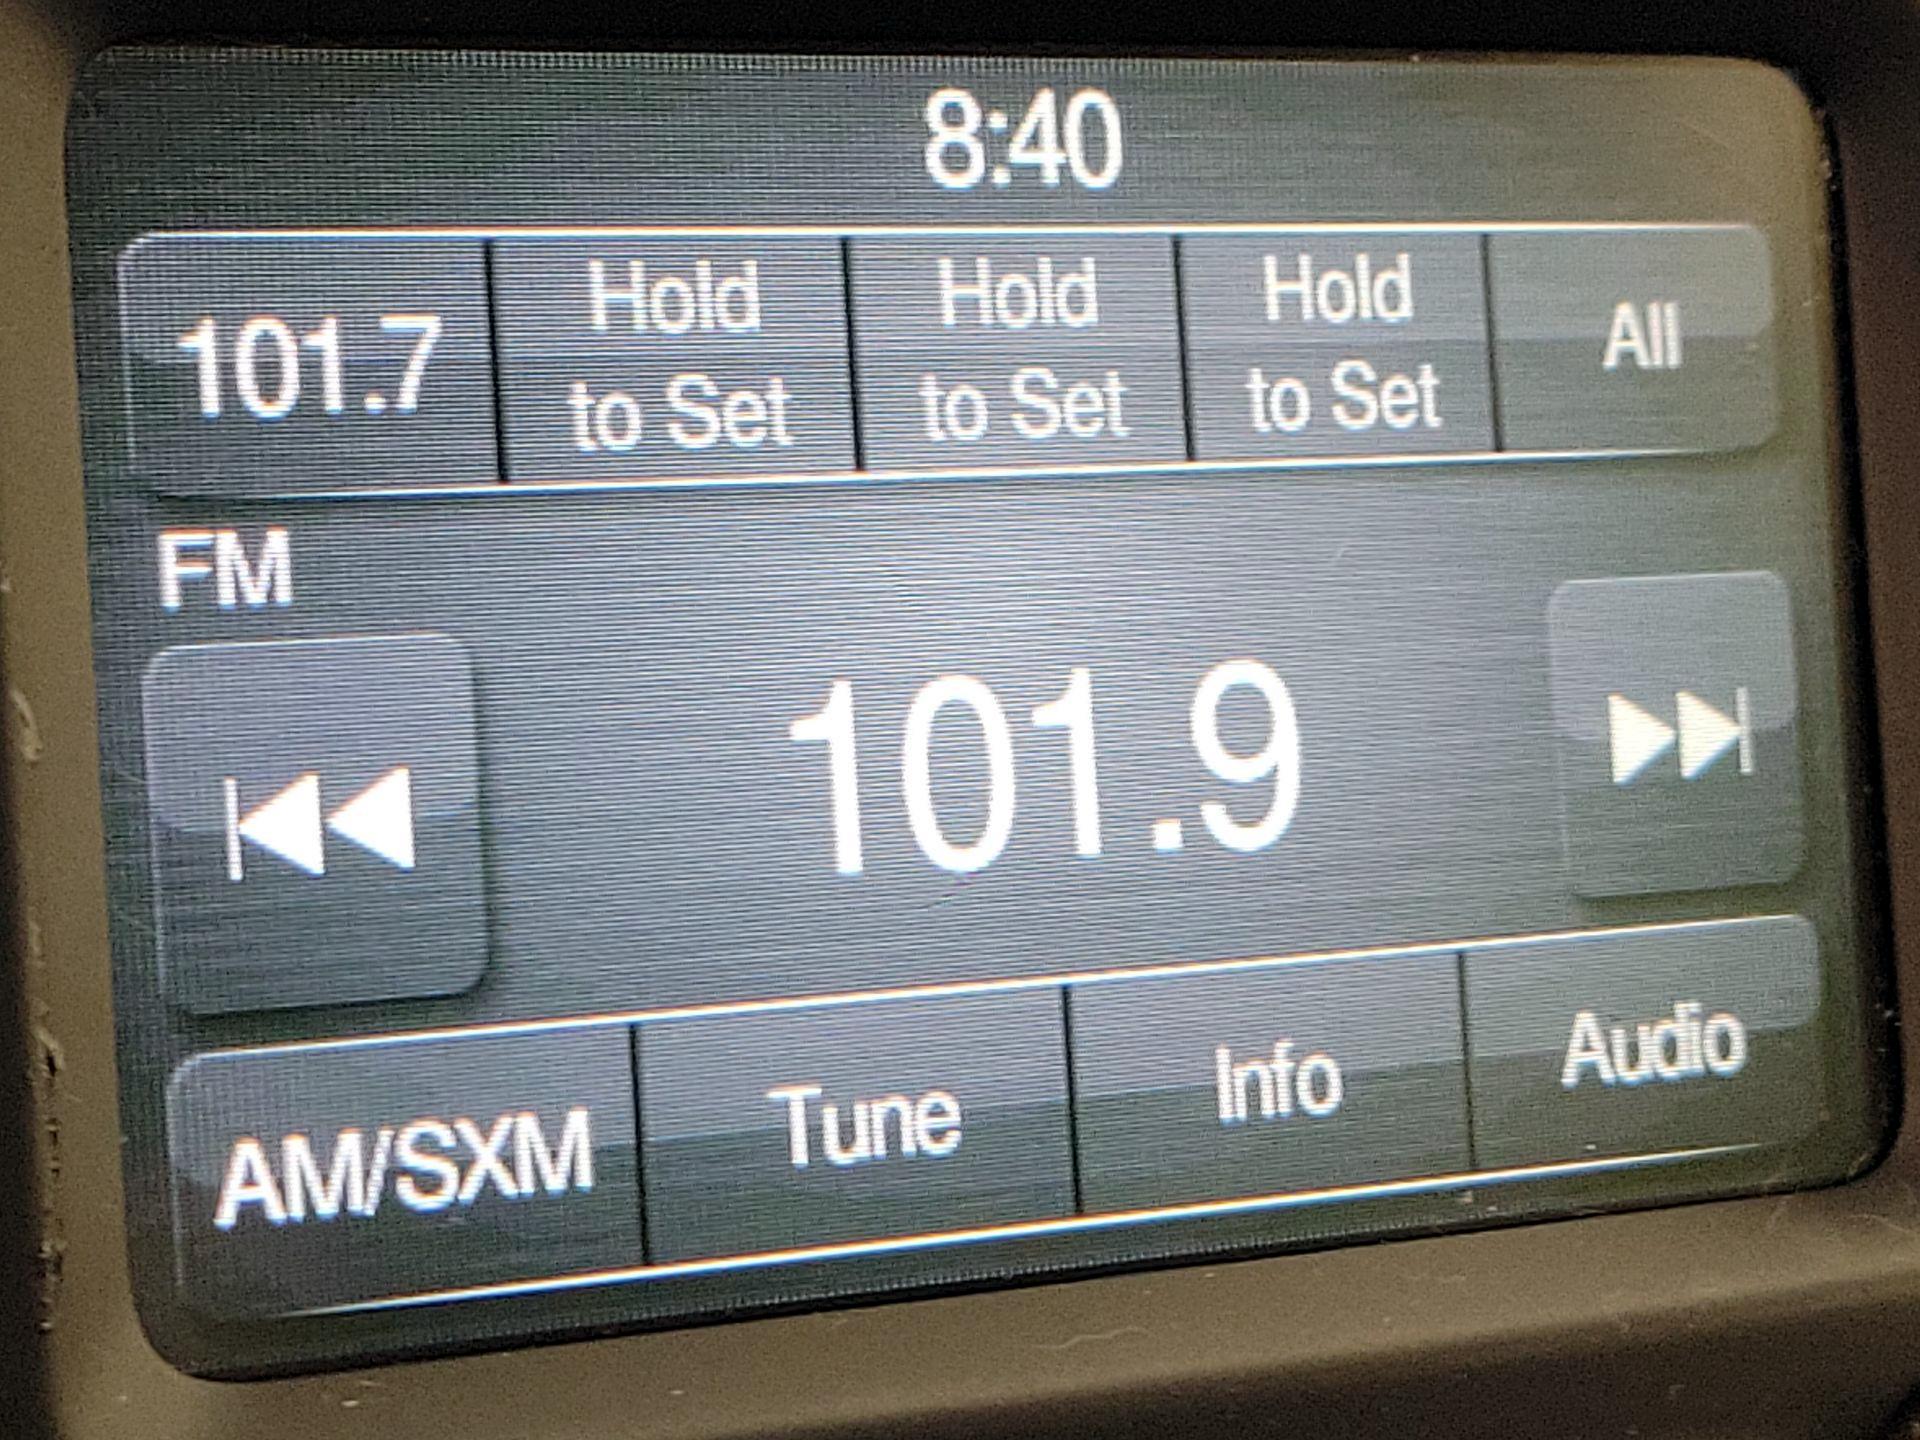 8:40
101.7
Hold
to Set
Hold
to Set
Hold
to Set
All
FM
101.9
AM/SXM
Tune
Info
Audio